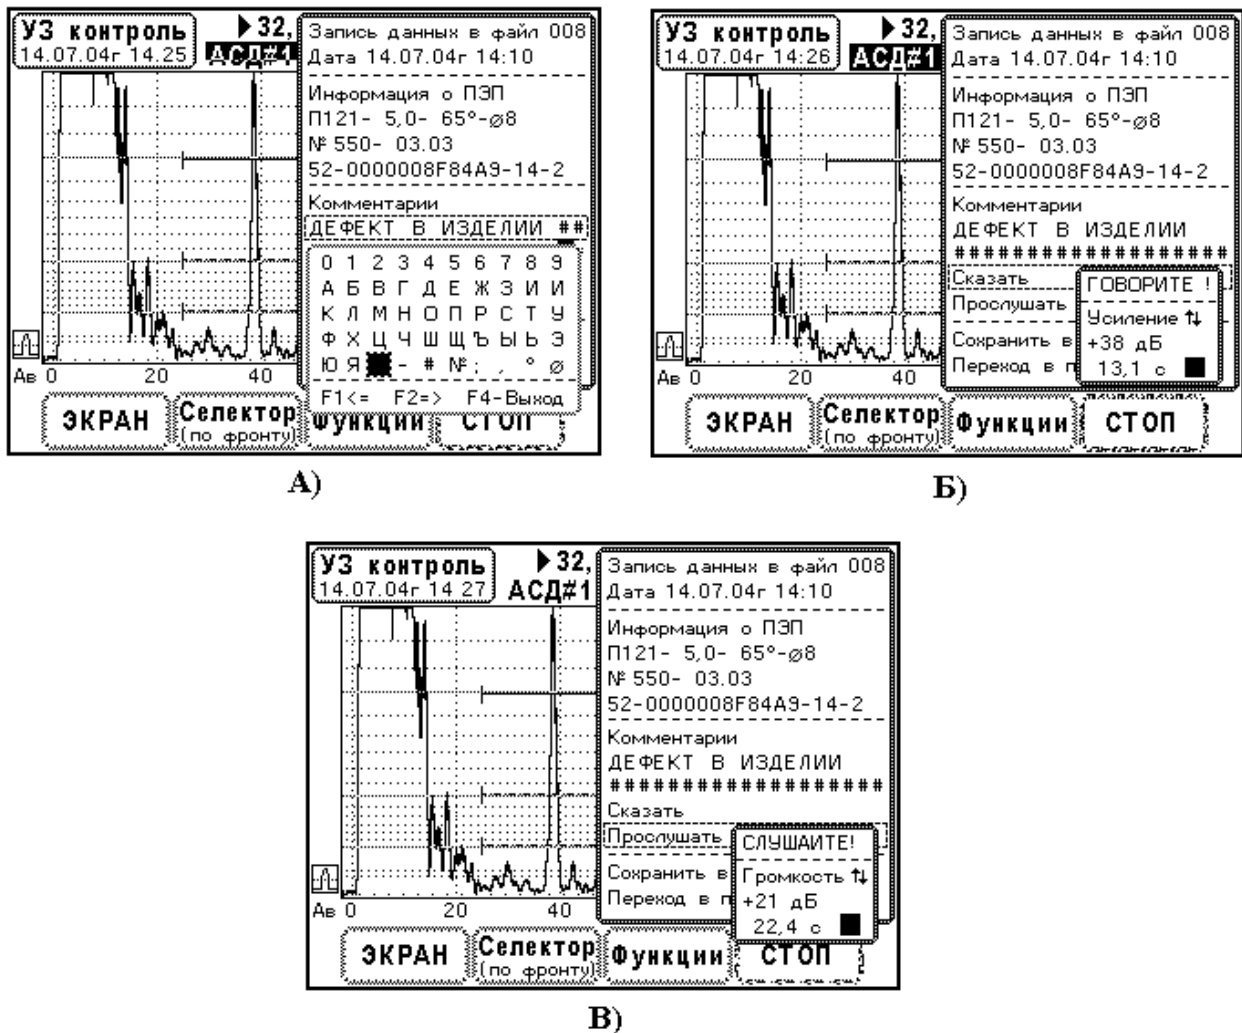 УЗ контроль
14.07.04г 14.25
32,
АСД#1
Запись данных в файл 008
Дата 14.07.04г 14:10
Информация о ПЭП
П121- 5,0- 65°-⌀8
№ 550- 03.03
52-0000008F84A9-14-2
Комментарии
ДЕФЕКТ В ИЗДЕЛИИ ##
0 1 2 3 4 5 6 7 8 9
А Б В Г Д Е Ж З И Й
К Л М Н О П Р С Т У
Ф Х Ц Ч Ш Щ Ъ Ы Ь Э
Ю Я - # № ; , ° ⌀
F1<= F2=> F4-Выход
Ав 0 20 40
ЭКРАН
Селектор
(по фронту)
Функции
СТОП
А)
УЗ контроль
14.07.04г 14:26
32,
АСД#1
Запись данных в файл 008
Дата 14.07.04г 14:10
Информация о ПЭП
П121- 5,0- 65°-⌀8
№ 550- 03.03
52-0000008F84A9-14-2
Комментарии
ДЕФЕКТ В ИЗДЕЛИИ
####################
Сказать
Прослушать
Сохранить в
Переход в п
ГОВОРИТЕ !
Усиление ↑↓
+38 дБ
13,1 с
Ав 0 20 40
ЭКРАН
Селектор
(по фронту)
Функции
СТОП
Б)
УЗ контроль
14.07.04г 14 27
32,
АСД#1
Запись данных в файл 008
Дата 14.07.04г 14:10
Информация о ПЭП
П121- 5,0- 65°-⌀8
№ 550- 03.03
52-0000008F84A9-14-2
Комментарии
ДЕФЕКТ В ИЗДЕЛИИ
####################
Сказать
Прослушать
Сохранить в
Переход в п
СЛУШАЙТЕ!
Громкость ↑↓
+21 дБ
22,4 с
Ав 0 20 40
ЭКРАН
Селектор
(по фронту)
Функции
СТОП
В)